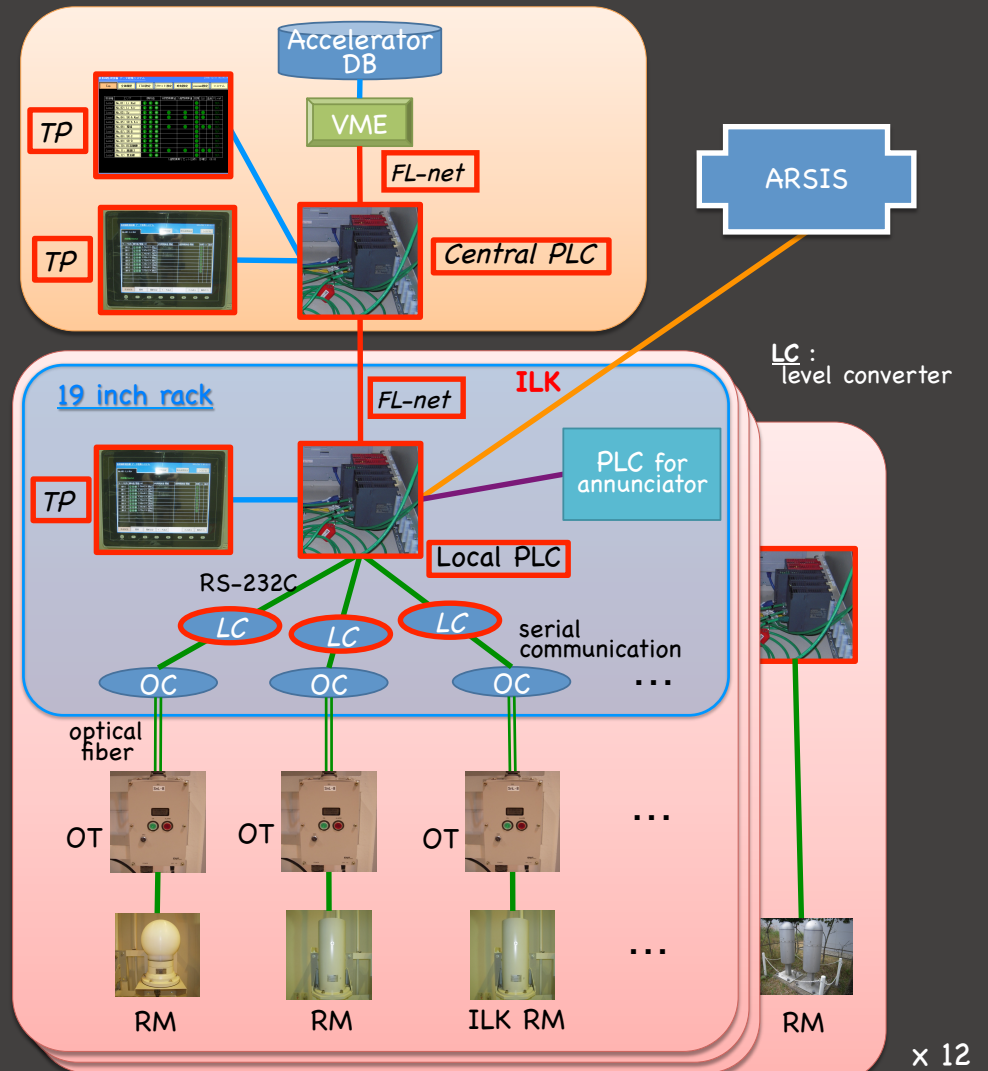 Accelerator
DB
VME
TP
FL-net
ARSIS
TP
Central PLC
LC :
level converter
19 inch rack
FL-net
ILK
TP
PLC for
annunciator
Local PLC
RS-232C
LC
LC
LC
serial
communication
OC
OC
OC
...
optical
fiber
OT
OT
OT
...
...
RM
RM
ILK RM
RM
x 12